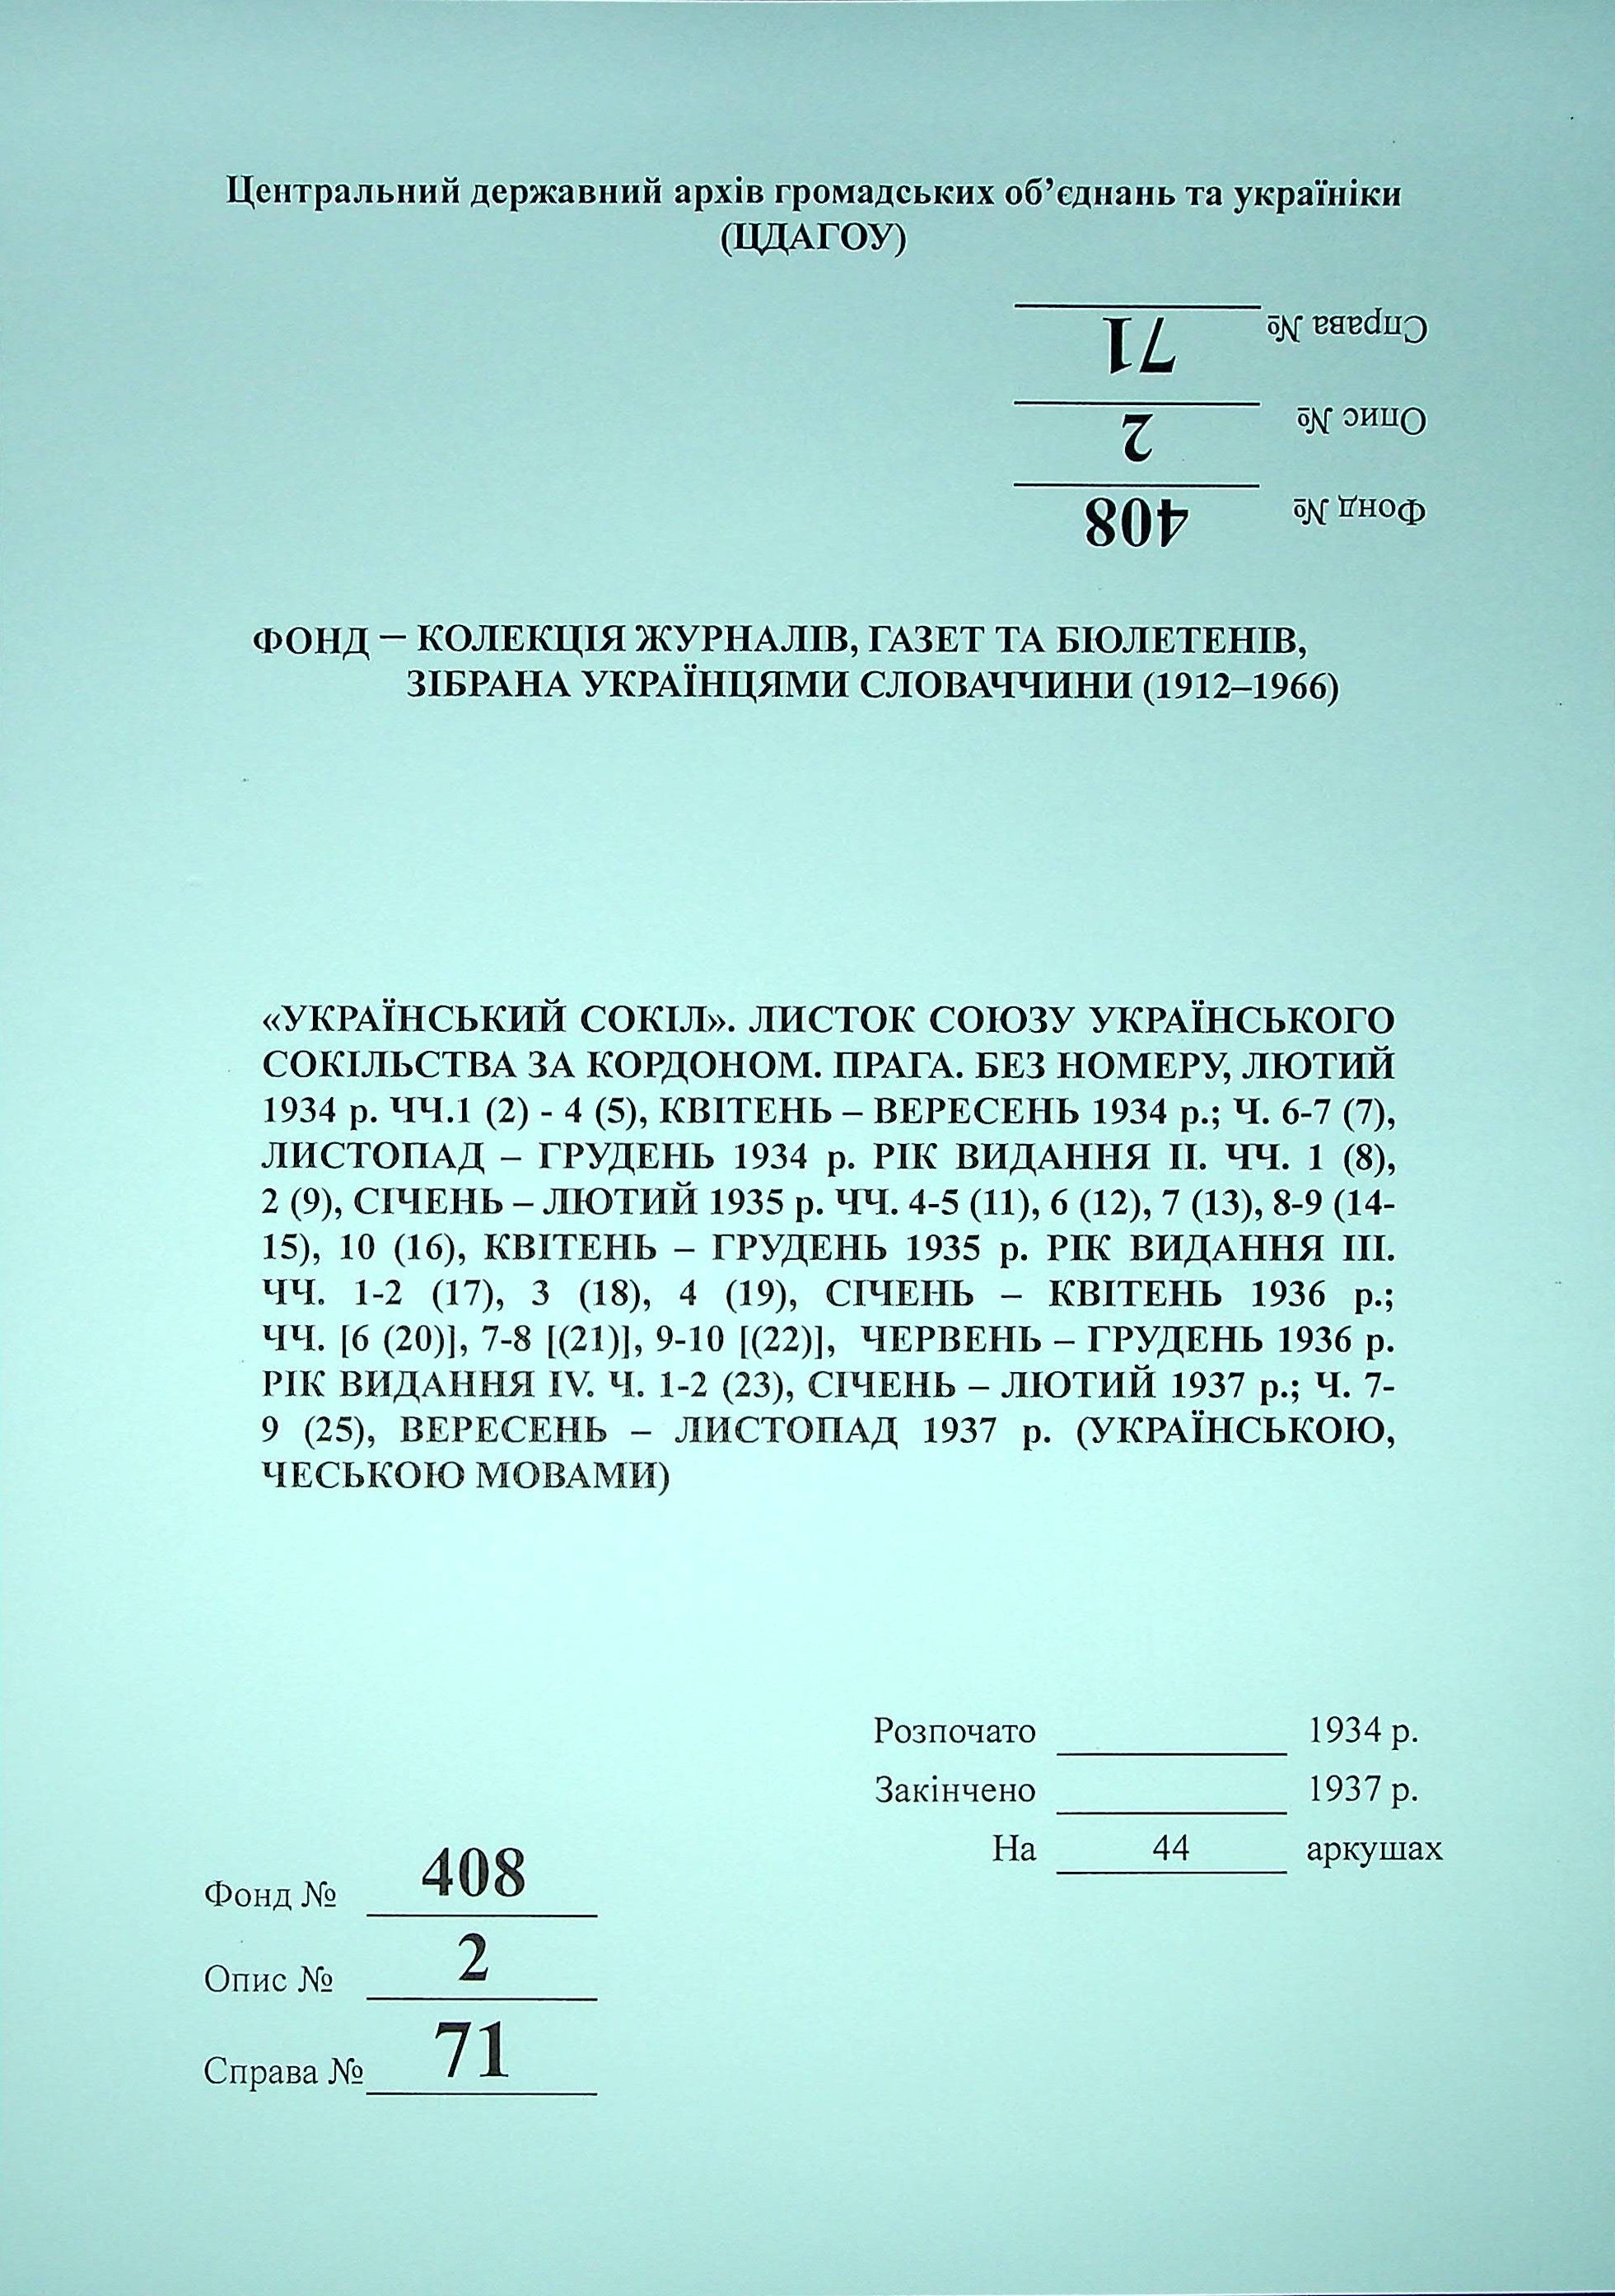 Центральний державний архів громадських об’єднань та україніки
(ЦДАГОУ)
Справа № 71
Опис № 2
Фонд № 408
ФОНД – КОЛЕКЦІЯ ЖУРНАЛІВ, ГАЗЕТ ТА БЮЛЕТЕНІВ,
ЗІБРАНА УКРАЇНЦЯМИ СЛОВАЧЧИНИ (1912–1966)
«УКРАЇНСЬКИЙ СОКІЛ». ЛИСТОК СОЮЗУ УКРАЇНСЬКОГО
СОКІЛЬСТВА ЗА КОРДОНОМ. ПРАГА. БЕЗ НОМЕРУ, ЛЮТИЙ
1934 р. ЧЧ.1 (2) - 4 (5), КВІТЕНЬ – ВЕРЕСЕНЬ 1934 р.; Ч. 6-7 (7),
ЛИСТОПАД – ГРУДЕНЬ 1934 р. РІК ВИДАННЯ ІІ. ЧЧ. 1 (8),
2 (9), СІЧЕНЬ – ЛЮТИЙ 1935 р. ЧЧ. 4-5 (11), 6 (12), 7 (13), 8-9 (14-
15), 10 (16), КВІТЕНЬ – ГРУДЕНЬ 1935 р. РІК ВИДАННЯ ІІІ.
ЧЧ. 1-2 (17), 3 (18), 4 (19), СІЧЕНЬ – КВІТЕНЬ 1936 р.;
ЧЧ. [6 (20)], 7-8 [(21)], 9-10 [(22)], ЧЕРВЕНЬ – ГРУДЕНЬ 1936 р.
РІК ВИДАННЯ IV. Ч. 1-2 (23), СІЧЕНЬ – ЛЮТИЙ 1937 р.; Ч. 7-
9 (25), ВЕРЕСЕНЬ – ЛИСТОПАД 1937 р. (УКРАЇНСЬКОЮ,
ЧЕСЬКОЮ МОВАМИ)
Розпочато 1934 р.
Закінчено 1937 р.
На 44 аркушах
Фонд № 408
Опис № 2
Справа № 71